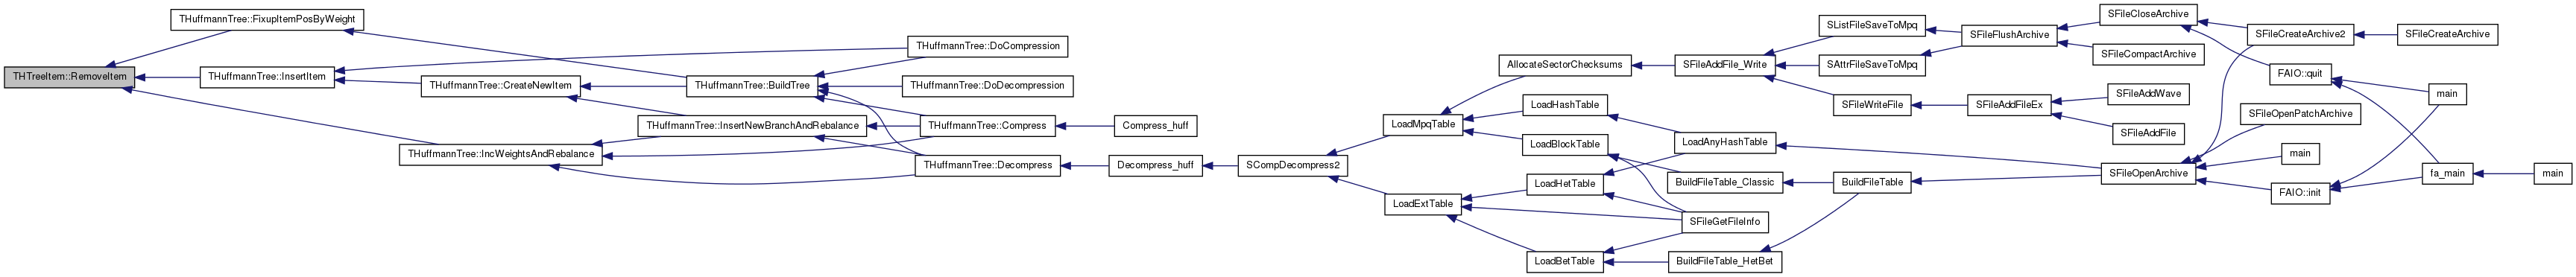 THTreeItem::RemoveItem
THuffmannTree::FixupItemPosByWeight
THuffmannTree::InsertItem
THuffmannTree::IncWeightsAndRebalance
THuffmannTree::CreateNewItem
THuffmannTree::InsertNewBranchAndRebalance
THuffmannTree::BuildTree
THuffmannTree::DoCompression
THuffmannTree::DoDecompression
THuffmannTree::Compress
THuffmannTree::Decompress
Compress_huff
Decompress_huff
SCompDecompress2
LoadMpqTable
LoadExtTable
AllocateSectorChecksums
LoadHashTable
LoadBlockTable
LoadHetTable
LoadBetTable
SFileAddFile_Write
LoadAnyHashTable
BuildFileTable_Classic
SFileGetFileInfo
BuildFileTable_HetBet
SListFileSaveToMpq
SAttrFileSaveToMpq
SFileWriteFile
BuildFileTable
SFileFlushArchive
SFileAddFileEx
SFileCloseArchive
SFileCompactArchive
SFileAddWave
SFileAddFile
SFileOpenArchive
SFileCreateArchive2
FAIO::quit
SFileOpenPatchArchive
main
FAIO::init
SFileCreateArchive
main
fa_main
main